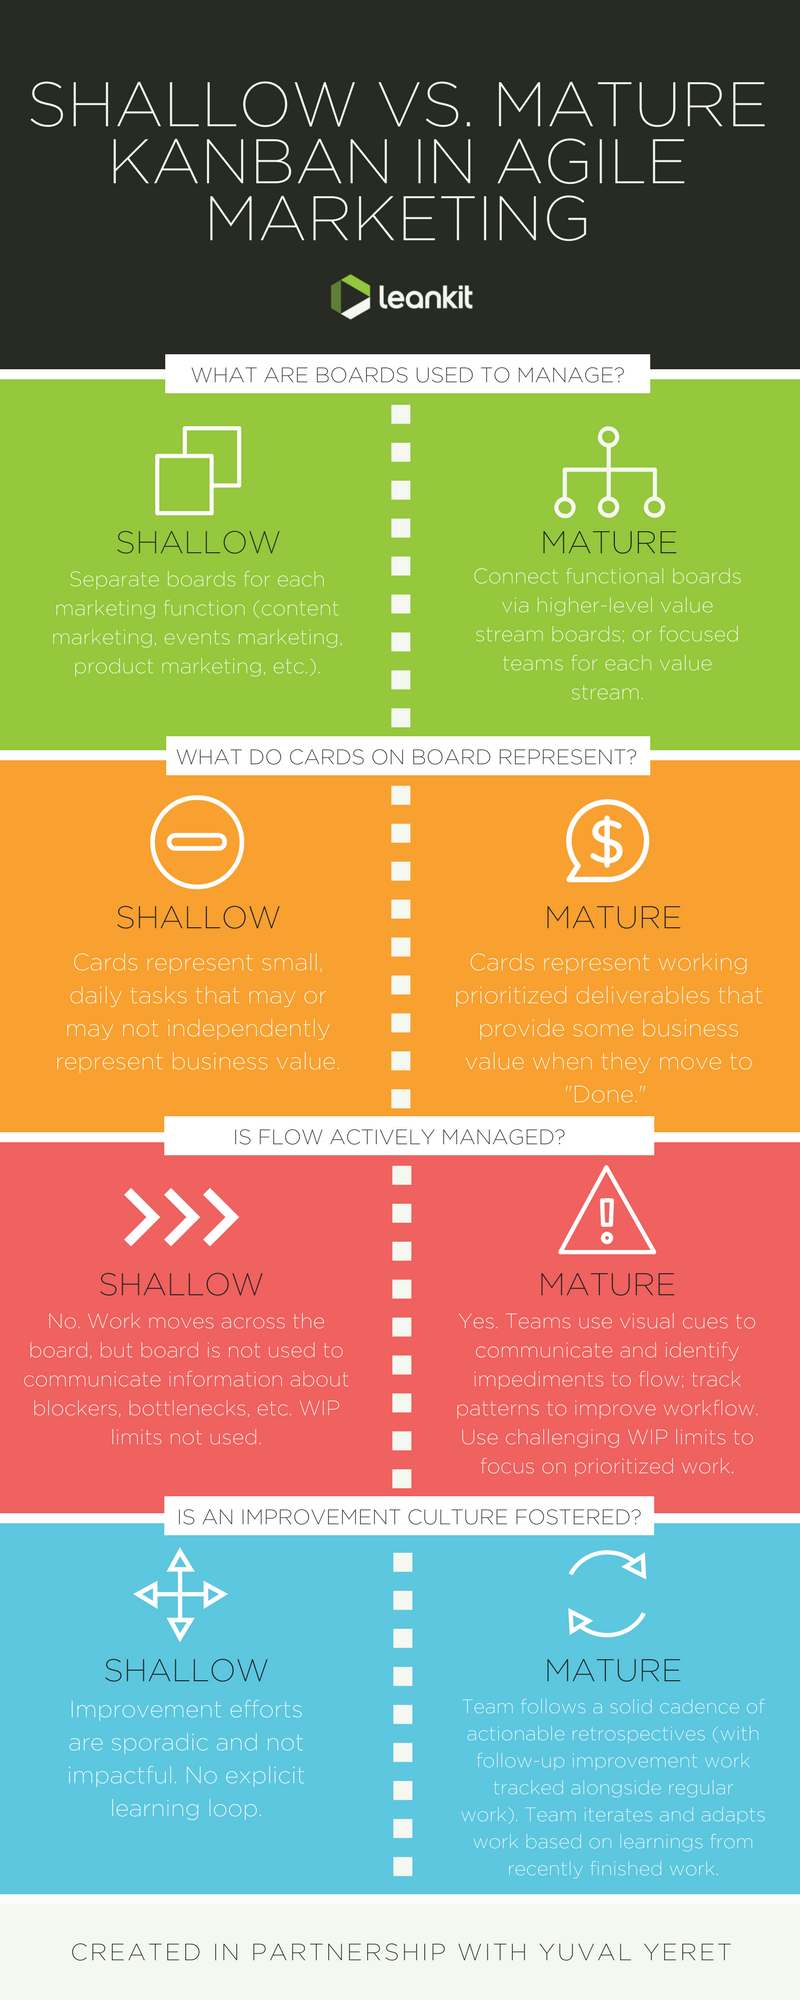 SHALLOW VS. MATURE
KANBAN IN AGILE
MARKETING
leankit
WHAT ARE BOARDS USED TO MANAGE?
SHALLOW
Separate boards for each
marketing function (content
marketing, events marketing,
product marketing, etc.).
MATURE
Connect functional boards
via higher-level value
stream boards; or focused
teams for each value
stream.
WHAT DO CARDS ON BOARD REPRESENT?
SHALLOW
Cards represent small,
daily tasks that may or
may not independently
represent business value.
MATURE
Cards represent working
prioritized deliverables that
provide some business
value when they move to
"Done."
IS FLOW ACTIVELY MANAGED?
SHALLOW
No. Work moves across the
board, but board is not used to
communicate information about
blockers, bottlenecks, etc. WIP
limits not used.
MATURE
Yes. Teams use visual cues to
communicate and identify
impediments to flow; track
patterns to improve workflow.
Use challenging WIP limits to
focus on prioritized work.
IS AN IMPROVEMENT CULTURE FOSTERED?
SHALLOW
Improvement efforts
are sporadic and not
impactful. No explicit
learning loop.
MATURE
Team follows a solid cadence of
actionable retrospectives (with
follow-up improvement work
tracked alongside regular
work). Team iterates and adapts
work based on learnings from
recently finished work.
CREATED IN PARTNERSHIP WITH YUVAL YERET